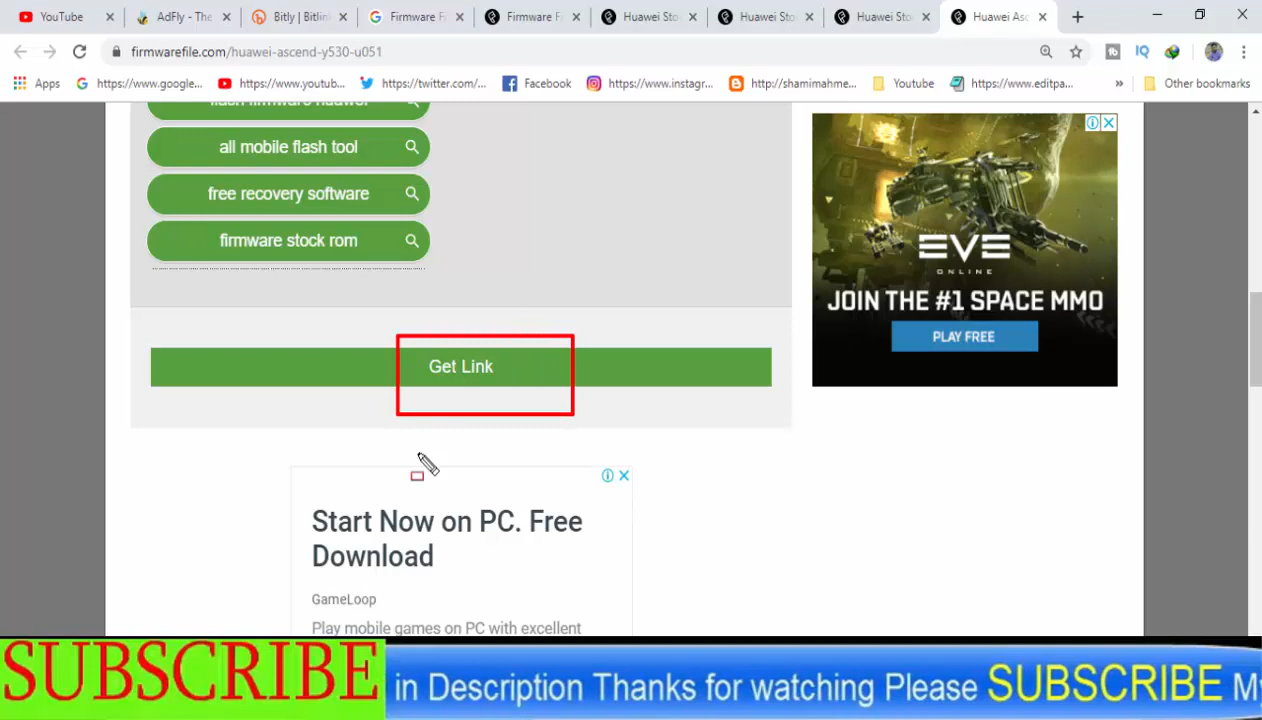 YouTube
AdFly - The
Bitly | Bitlin
Firmware F
Firmware F
Huawei Sto
Huawei Sto
Huawei Sto
Huawei Asc
firmwarefile.com/huawei-ascend-y530-u051
Apps
https://www.google...
https://www.youtub...
https://twitter.com/...
Facebook
https://www.instagr...
http://shamimahme...
Youtube
https://www.editpa...
»
Other bookmarks
flash firmware huawei
all mobile flash tool
free recovery software
firmware stock rom
EVE
ONLINE
JOIN THE #1 SPACE MMO
PLAY FREE
Get Link
Start Now on PC. Free
Download
GameLoop
Play mobile games on PC with excellent
SUBSCRIBE in Description Thanks for watching Please SUBSCRIBE My